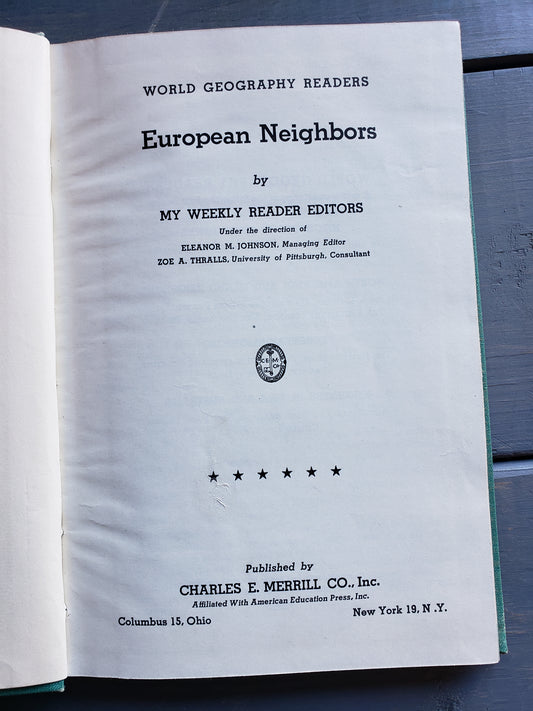 WORLD GEOGRAPHY READERS
European Neighbors
by
MY WEEKLY READER EDITORS
Under the direction of
ELEANOR M. JOHNSON, Managing Editor
ZOE A. THRALLS, University of Pittsburgh, Consultant
★ ★ ★ ★ ★ ★
Published by
CHARLES E. MERRILL CO., Inc.
Affiliated With American Education Press, Inc.
Columbus 15, Ohio
New York 19, N .Y.